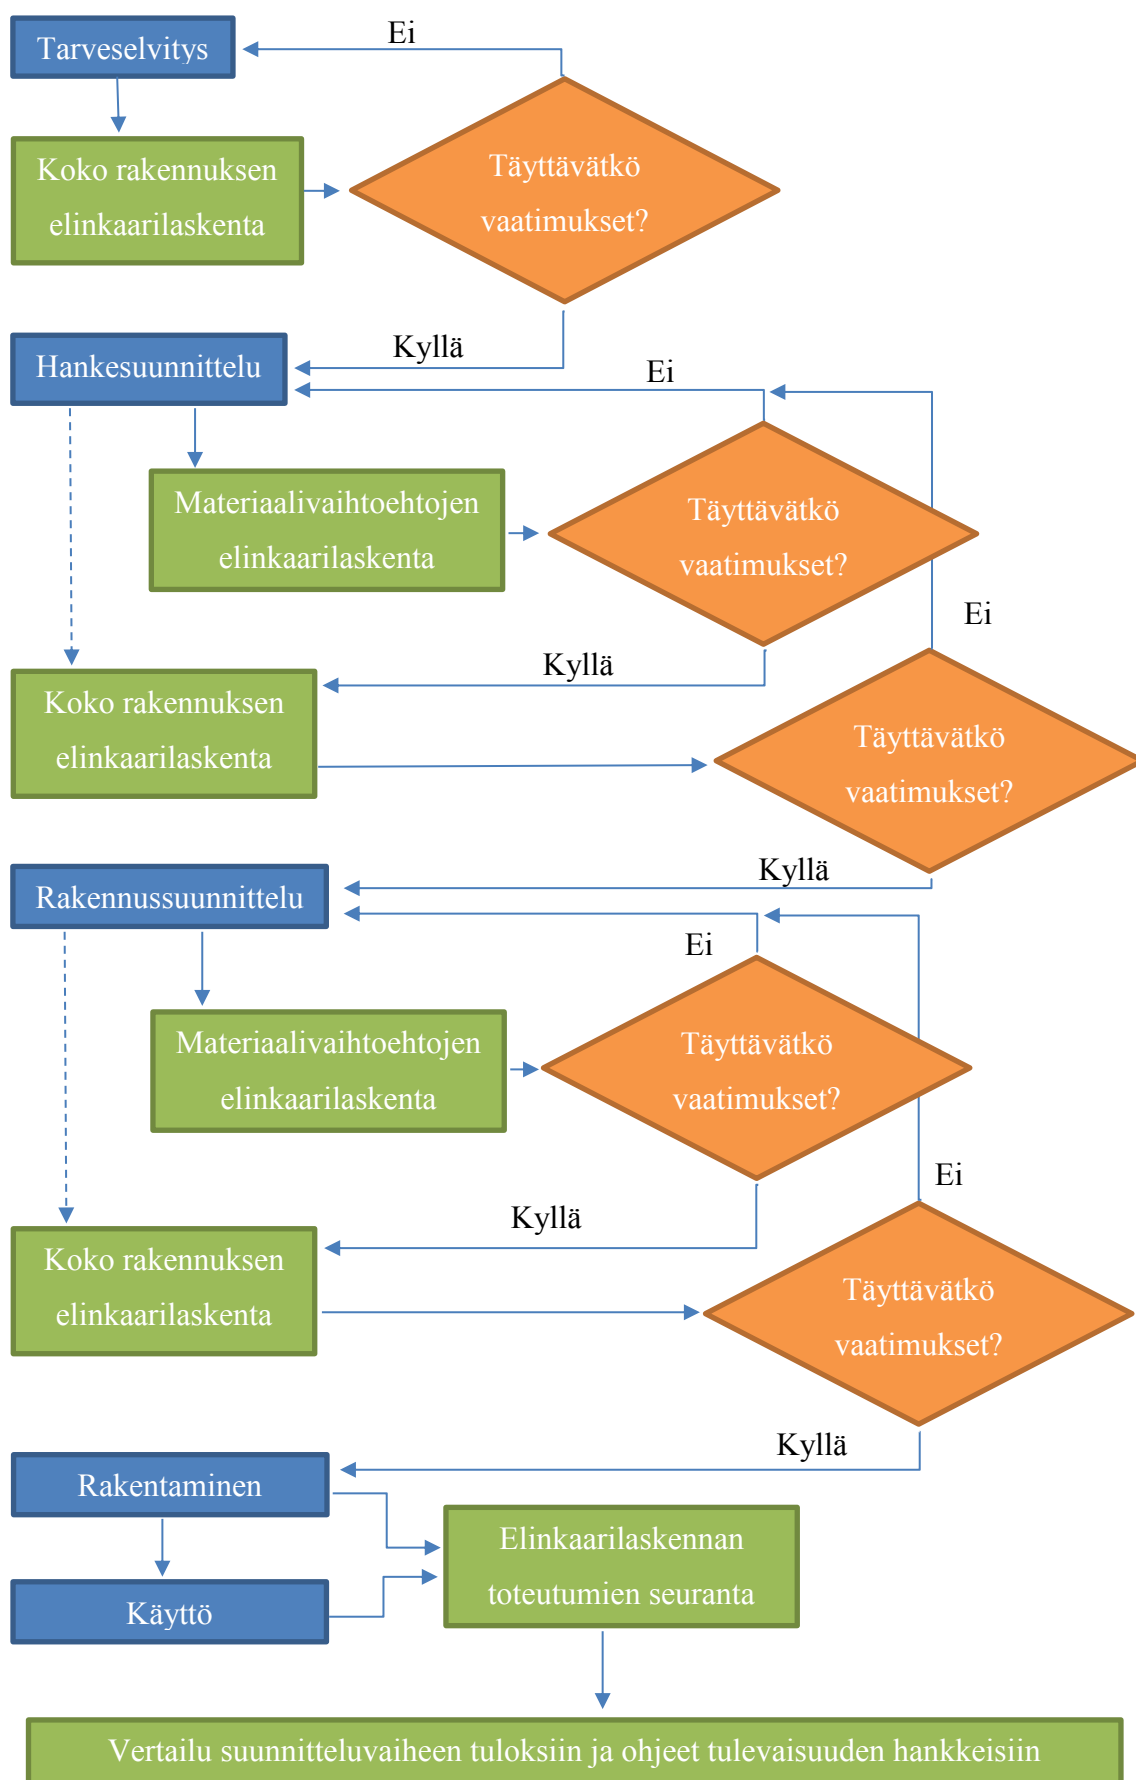 Ei
Tarveselvitys
Koko rakennuksen
elinkaarilaskenta
Täyttävätkö
vaatimukset?
Kyllä
Hankesuunnittelu
Ei
Materiaalivaihtoehtojen
elinkaarilaskenta
Täyttävätkö
vaatimukset?
Ei
Kyllä
Koko rakennuksen
elinkaarilaskenta
Täyttävätkö
vaatimukset?
Kyllä
Rakennussuunnittelu
Ei
Materiaalivaihtoehtojen
elinkaarilaskenta
Täyttävätkö
vaatimukset?
Ei
Kyllä
Koko rakennuksen
elinkaarilaskenta
Täyttävätkö
vaatimukset?
Kyllä
Rakentaminen
Elinkaarilaskennan
toteutumien seuranta
Käyttö
Vertailu suunnitteluvaiheen tuloksiin ja ohjeet tulevaisuuden hankkeisiin